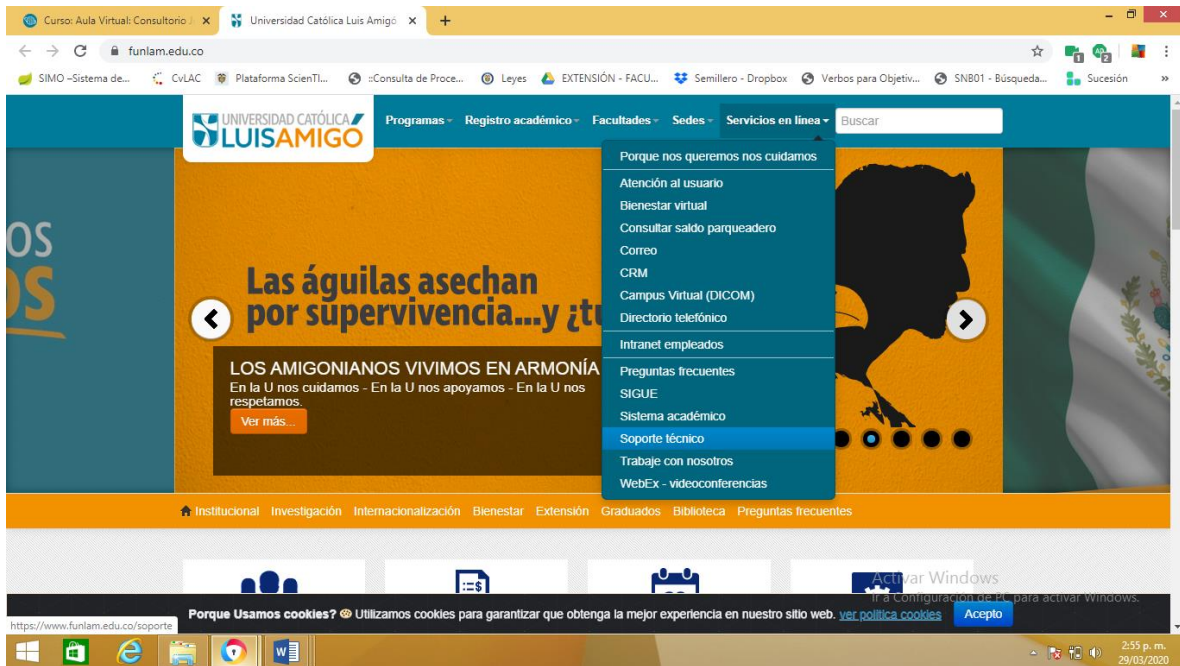 Curso: Aula Virtual: Consultorio J
Universidad Católica Luis Amigó
funlam.edu.co
SIMO –Sistema de...
CvLAC
Plataforma ScienTI...
::Consulta de Proce...
Leyes
EXTENSIÓN - FACU...
Semillero - Dropbox
Verbos para Objetiv...
SNB01 - Búsqueda...
Sucesión
»
UNIVERSIDAD CATÓLICA
LUISAMIGÓ
Programas
Registro académico
Facultades
Sedes
Servicios en línea
Buscar
Porque nos queremos nos cuidamos
Atención al usuario
Bienestar virtual
Consultar saldo parqueadero
Correo
CRM
Campus Virtual (DICOM)
Directorio telefónico
Intranet empleados
Preguntas frecuentes
SIGUE
Sistema académico
Soporte técnico
Trabaje con nosotros
WebEx - videoconferencias
OS
OS
Las águilas asechan
por supervivencia...y ¿tú
LOS AMIGONIANOS VIVIMOS EN ARMONÍA
En la U nos cuidamos - En la U nos apoyamos - En la U nos
respetamos.
Ver más...
Institucional Investigación Internacionalización Bienestar Extensión Graduados Biblioteca Preguntas frecuentes
Activar Windows
Ir a Configuración de PC para activar Windows.
Porque Usamos cookies? Utilizamos cookies para garantizar que obtenga la mejor experiencia en nuestro sitio web. ver política cookies
Acepto
https://www.funlam.edu.co/soporte
2:55 p. m.
29/03/2020